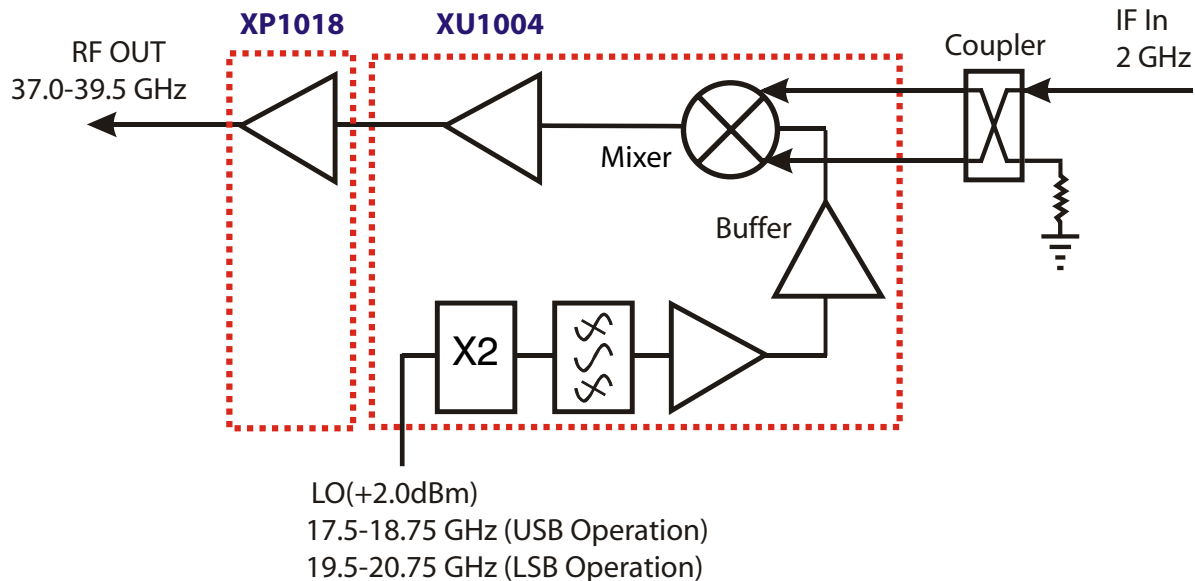 XP1018
XU1004
IF In
2 GHz
Coupler
RF OUT
37.0-39.5 GHz
Mixer
Buffer
X2
LO(+2.0dBm)
17.5-18.75 GHz (USB Operation)
19.5-20.75 GHz (LSB Operation)